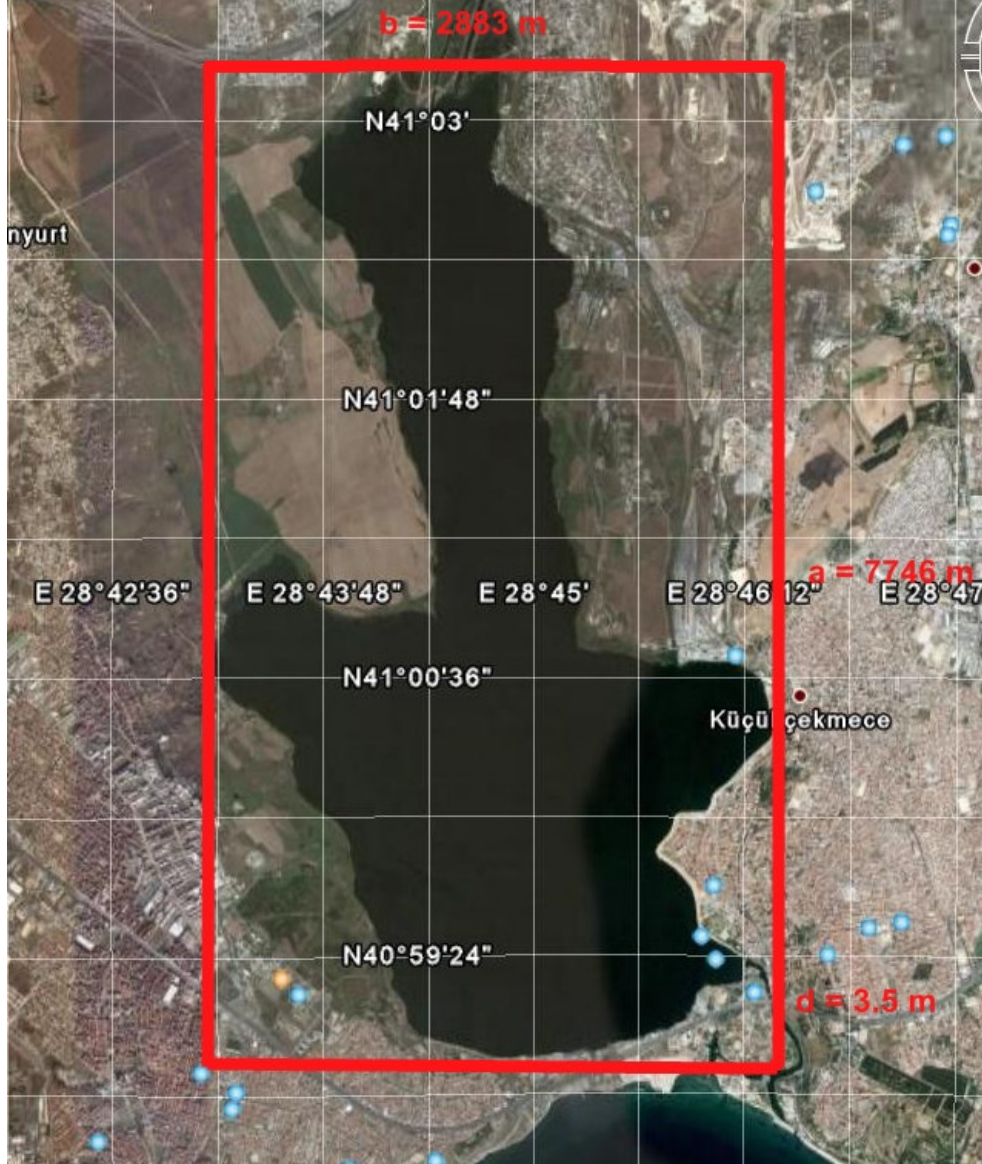 b = 2883 m
N41°03'
nyurt
N41°01'48"
a = 7746 m
E 28°42'36"
E 28°43'48"
E 28°45'
E 28°46'12"
E 28°47
N41°00'36"
Küçükçekmece
N40°59'24"
d = 3.5 m